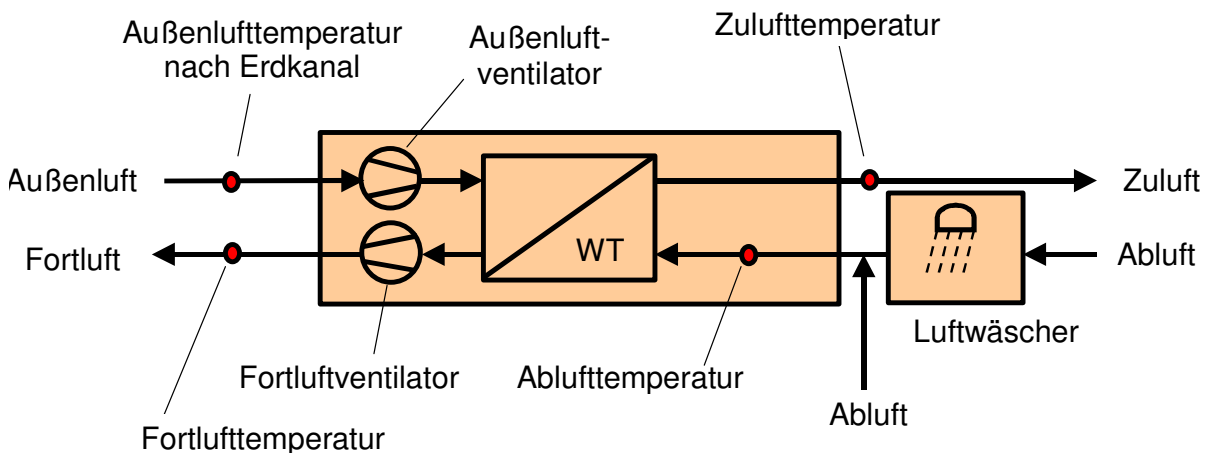 Außenlufttemperatur
nach Erdkanal
Außenluft-
ventilator
Zulufttemperatur
Außenluft
Zuluft
WT
Fortluft
Abluft
Luftwäscher
Fortluftventilator
Ablufttemperatur
Abluft
Fortlufttemperatur